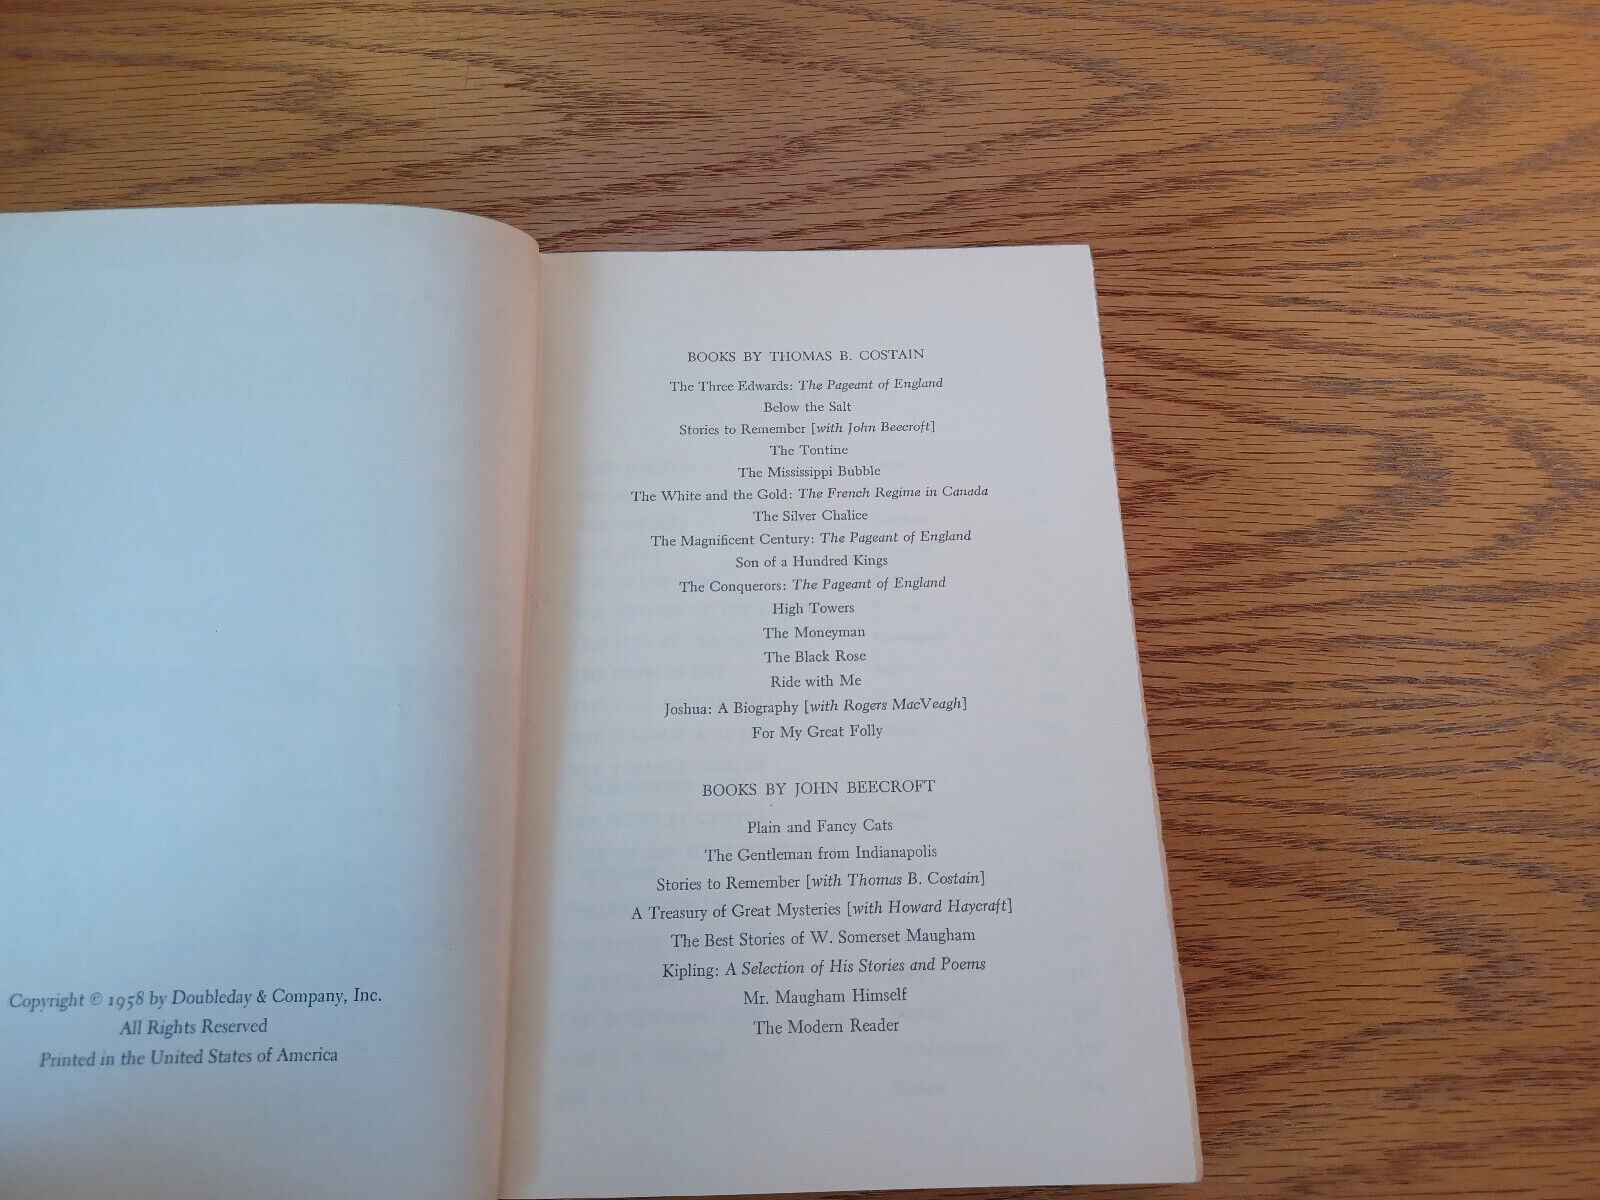 Copyright © 1958 by Doubleday & Company, Inc.
All Rights Reserved
Printed in the United States of America
BOOKS BY THOMAS B. COSTAIN
The Three Edwards: The Pageant of England
Below the Salt
Stories to Remember [with John Beecroft]
The Tontine
The Mississippi Bubble
The White and the Gold: The French Regime in Canada
The Silver Chalice
The Magnificent Century: The Pageant of England
Son of a Hundred Kings
The Conquerors: The Pageant of England
High Towers
The Moneyman
The Black Rose
Ride with Me
Joshua: A Biography [with Rogers MacVeagh]
For My Great Folly
BOOKS BY JOHN BEECROFT
Plain and Fancy Cats
The Gentleman from Indianapolis
Stories to Remember [with Thomas B. Costain]
A Treasury of Great Mysteries [with Howard Haycraft]
The Best Stories of W. Somerset Maugham
Kipling: A Selection of His Stories and Poems
Mr. Maugham Himself
The Modern Reader